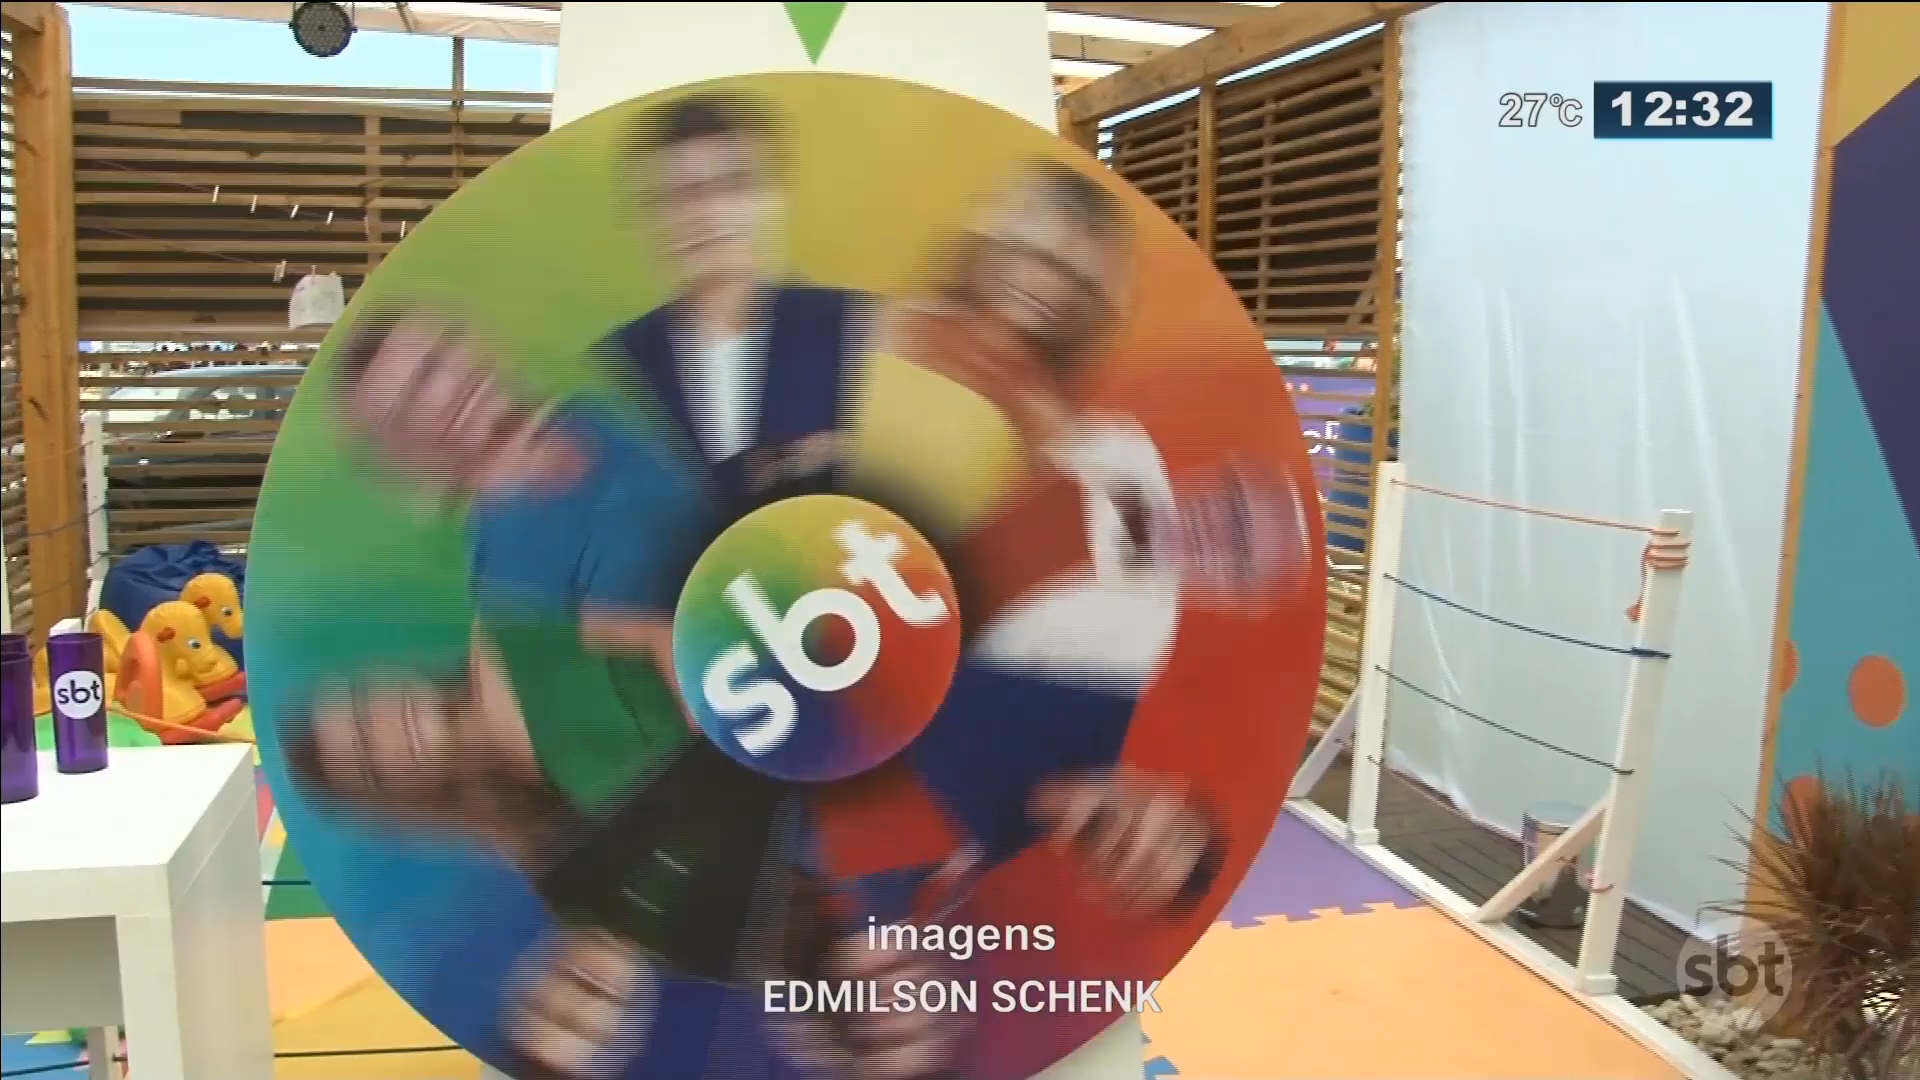 27°C 12:32
sbt
sbt
imagens
EDMILSON SCHENK
sbt